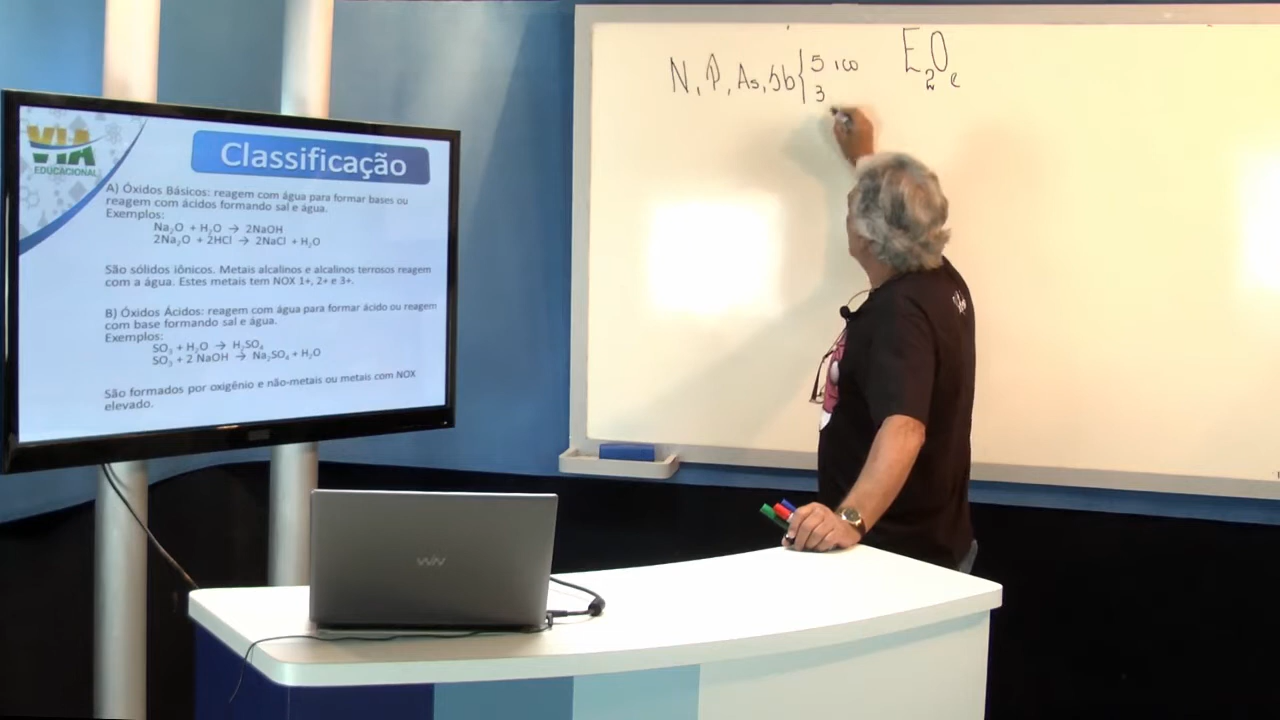 VIA
EDUCACIONAL
Classificação
A) Óxidos Básicos: reagem com água para formar bases ou
reagem com ácidos formando sal e água.
Exemplos:
Na₂O + H₂O → 2NaOH
2Na₂O + 2HCl → 2NaCl + H₂O
São sólidos iônicos. Metais alcalinos e alcalinos terrosos reagem
com a água. Estes metais tem NOX 1+, 2+ e 3+.
B) Óxidos Ácidos: reagem com água para formar ácido ou reagem
com base formando sal e água.
Exemplos:
SO₃ + H₂O → H₂SO₄
SO₃ + 2 NaOH → Na₂SO₄ + H₂O
São formados por oxigênio e não-metais ou metais com NOX
elevado.
N, P, As, Sb { 5 ico
3
E₂Oₑ